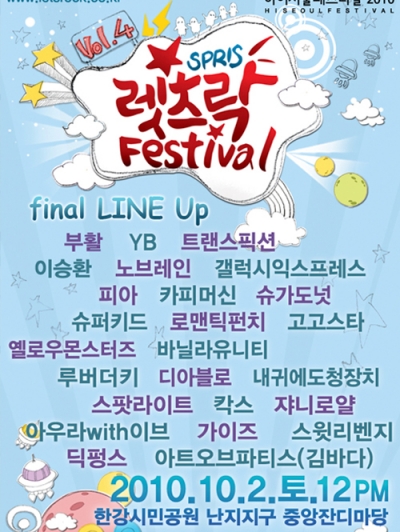 HISEOULFESTIVAL
Vol.4
SPRIS
렛츠락
Festival
final LINE Up
부활 YB 트랜스픽션
이승환 노브레인 갤럭시익스프레스
피아 카피머신 슈가도넛
슈퍼키드 로맨틱펀치 고고스타
옐로우몬스터즈 바닐라유니티
루버더키 디아블로 내귀에도청장치
스팟라이트 칵스 쟈니로얄
아우라with이브 가이즈 스윗리벤지
딕펑스 아트오브파티스(김바다)
2010.10.2.토.12PM
한강시민공원 난지지구 중앙잔디마당